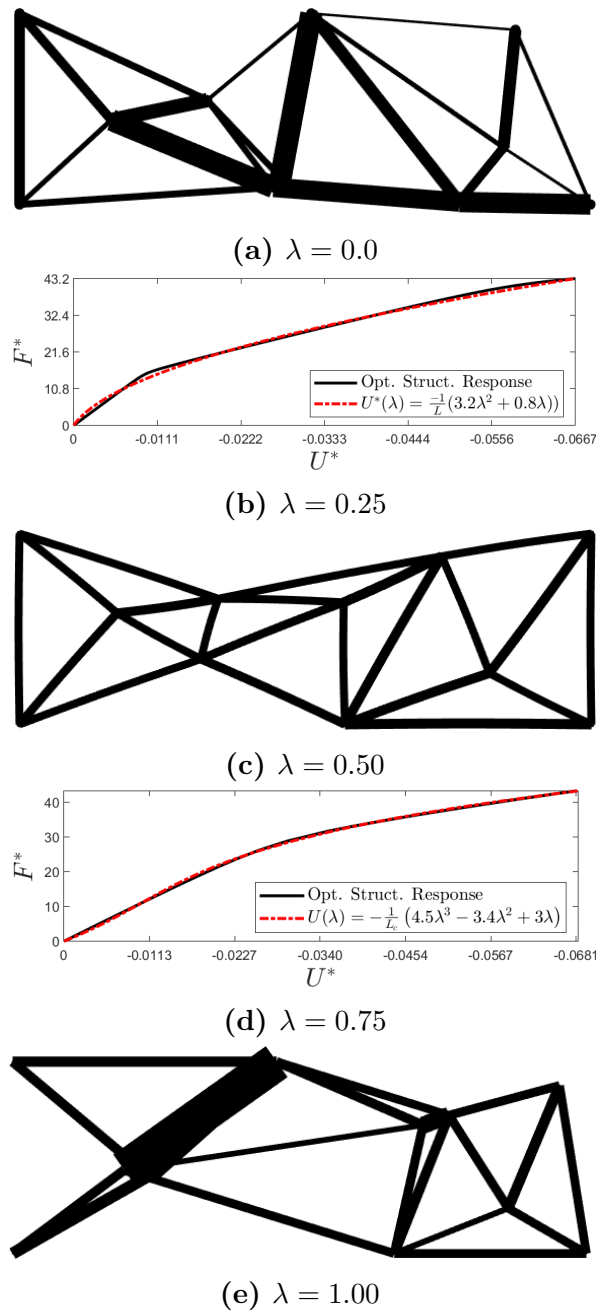 (a) λ = 0.0
43.2
32.4
21.6
10.8
0
F*
Opt. Struct. Response
U*(λ) = -1/L (3.2λ² + 0.8λ))
0 -0.0111 -0.0222 -0.0333 -0.0444 -0.0556 -0.0667
U*
(b) λ = 0.25
(c) λ = 0.50
40
30
20
10
0
F*
Opt. Struct. Response
U(λ) = -1/L_c (4.5λ³ − 3.4λ² + 3λ)
0 -0.0113 -0.0227 -0.0340 -0.0454 -0.0567 -0.0681
U*
(d) λ = 0.75
(e) λ = 1.00